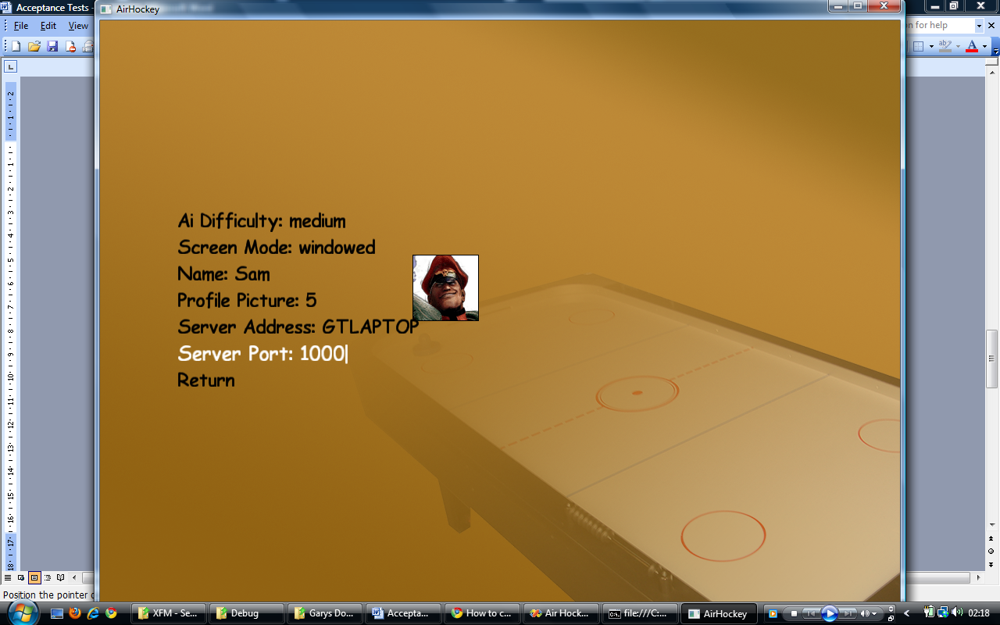 Acceptance Tests -
AirHockey
File Edit View
on for help
Ai Difficulty: medium
Screen Mode: windowed
Name: Sam
Profile Picture: 5
Server Address: GTLAPTOP
Server Port: 1000
Return
Position the pointer
XFM - Se... Debug Garys Do... Accepta... How to c... Air Hock... file:///C:... AirHockey 02:18